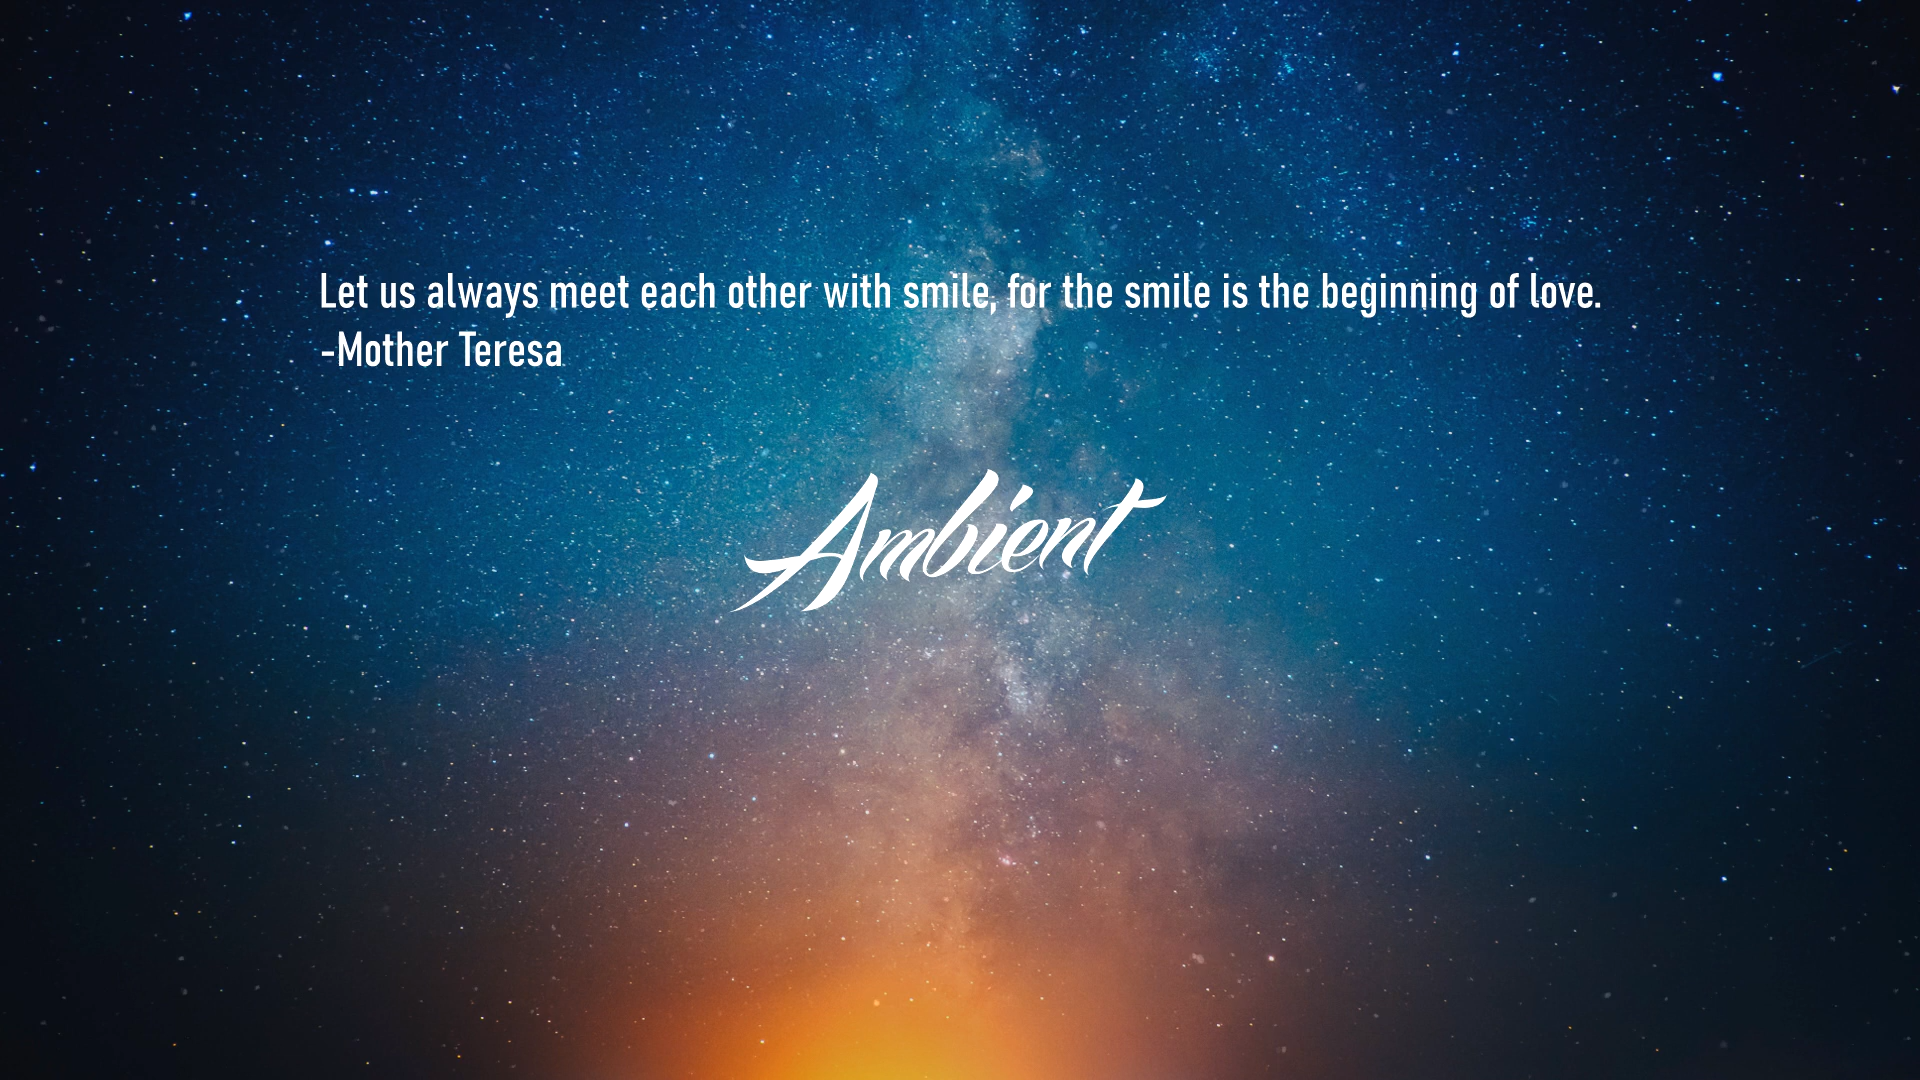 Let us always meet each other with smile, for the smile is the beginning of love.
-Mother Teresa
Ambient